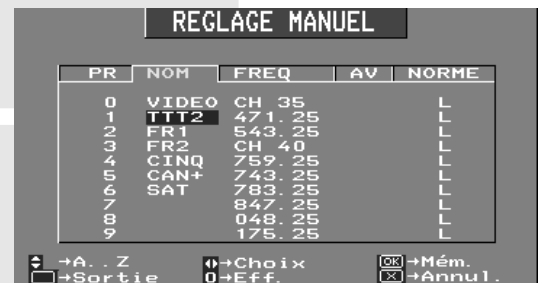 REGLAGE MANUEL
PR NOM FREQ AV NORME
0 VIDEO CH 35 L
1 TTT2 471.25 L
2 FR1 543.25 L
3 FR2 CH 40 L
4 CINQ 759.25 L
5 CAN+ 743.25 L
6 SAT 783.25 L
7 847.25 L
8 048.25 L
9 175.25 L
→A..Z →Choix OK→Mém.
→Sortie 0→Eff. X→Annul.